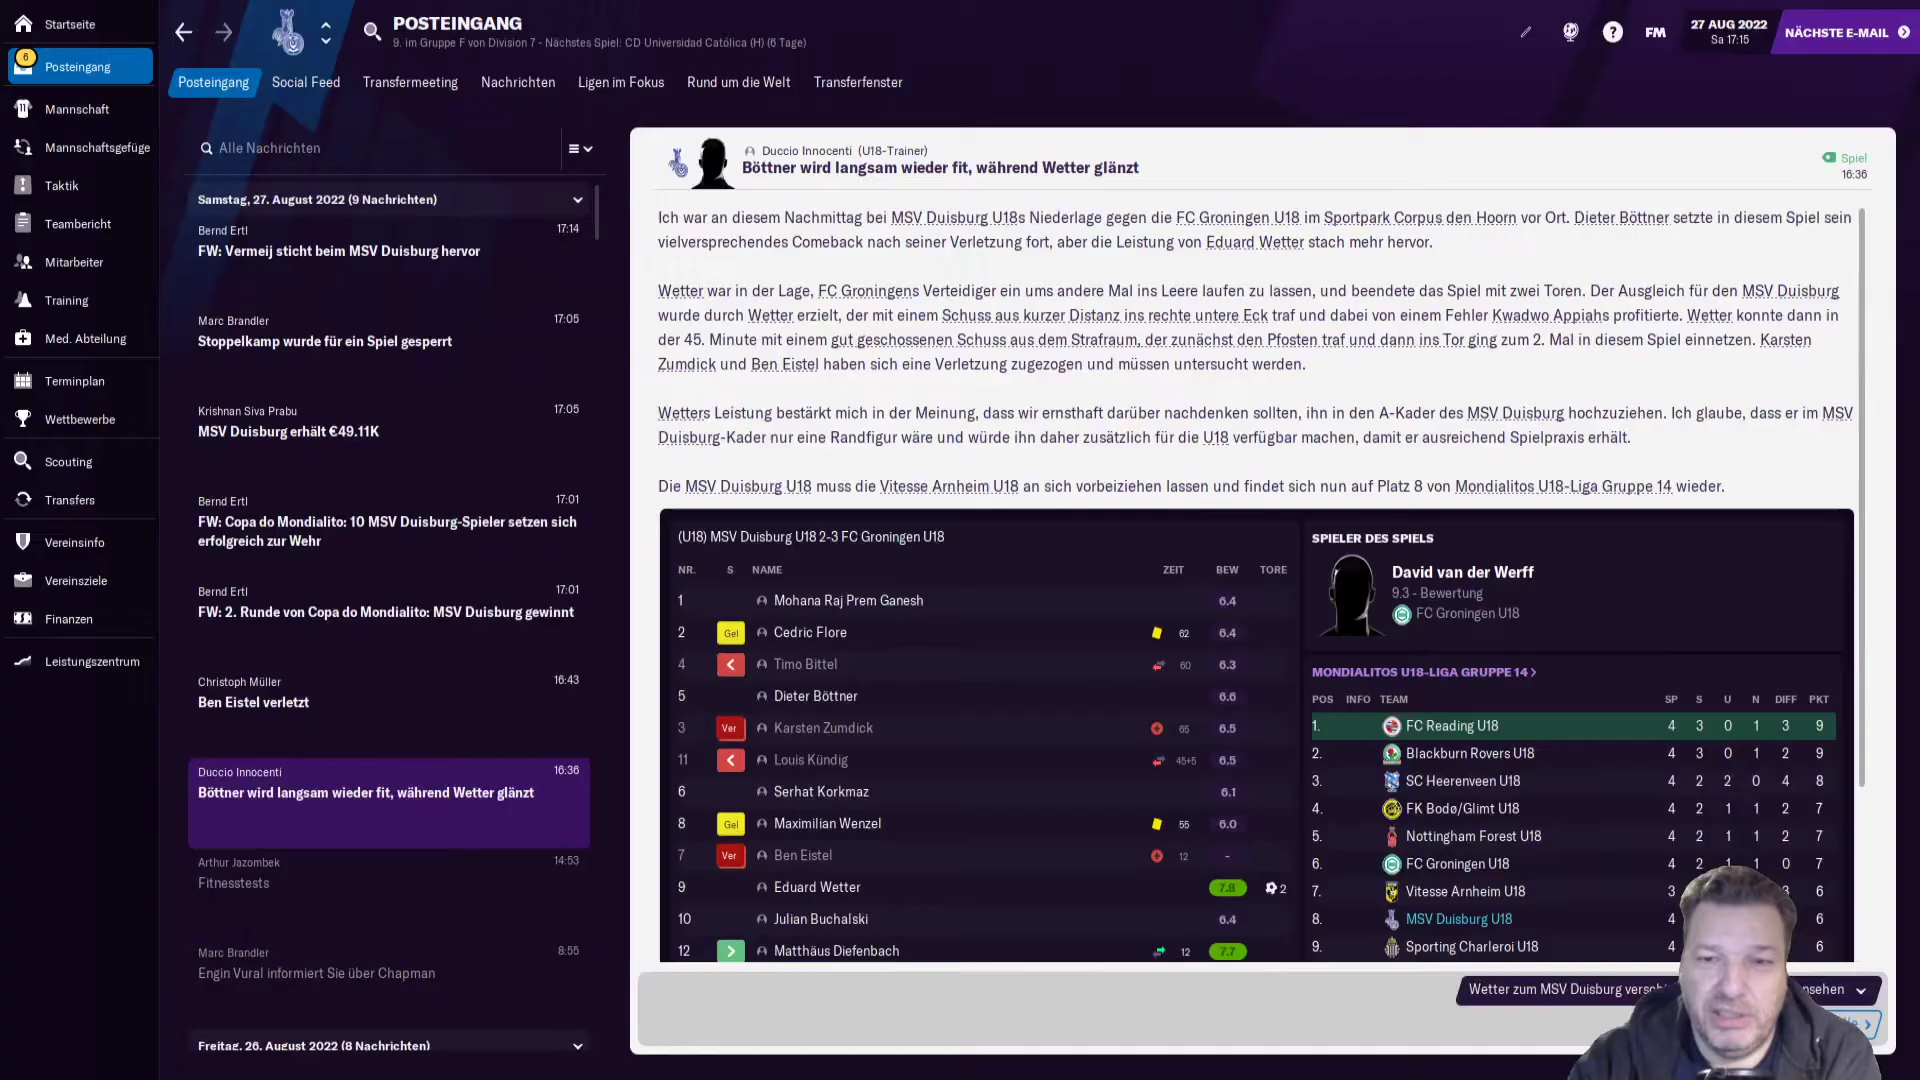 Startseite
6
Posteingang
Mannschaft
Mannschaftsgefüge
Taktik
Teambericht
Mitarbeiter
Training
Med. Abteilung
Terminplan
Wettbewerbe
Scouting
Transfers
Vereinsinfo
Vereinsziele
Finanzen
Leistungszentrum
POSTEINGANG
9. im Gruppe F von Division 7 - Nächstes Spiel: CD Universidad Católica (H) (6 Tage)
FM
27 AUG 2022
Sa 17:15
NÄCHSTE E-MAIL
Posteingang
Social Feed
Transfermeeting
Nachrichten
Ligen im Fokus
Rund um die Welt
Transferfenster
Alle Nachrichten
Samstag, 27. August 2022 (9 Nachrichten)
Bernd Ertl 17:14
FW: Vermeij sticht beim MSV Duisburg hervor
Marc Brandler 17:05
Stoppelkamp wurde für ein Spiel gesperrt
Krishnan Siva Prabu 17:05
MSV Duisburg erhält €49.11K
Bernd Ertl 17:01
FW: Copa do Mondialito: 10 MSV Duisburg-Spieler setzen sich
erfolgreich zur Wehr
Bernd Ertl 17:01
FW: 2. Runde von Copa do Mondialito: MSV Duisburg gewinnt
Christoph Müller 16:43
Ben Eistel verletzt
Duccio Innocenti 16:36
Böttner wird langsam wieder fit, während Wetter glänzt
Arthur Jazombek 14:53
Fitnesstests
Marc Brandler 8:55
Engin Vural informiert Sie über Chapman
Freitag, 26. August 2022 (8 Nachrichten)
Duccio Innocenti (U18-Trainer)
Böttner wird langsam wieder fit, während Wetter glänzt
Spiel
16:36
Ich war an diesem Nachmittag bei MSV Duisburg U18s Niederlage gegen die FC Groningen U18 im Sportpark Corpus den Hoorn vor Ort. Dieter Böttner setzte in diesem Spiel sein
vielversprechendes Comeback nach seiner Verletzung fort, aber die Leistung von Eduard Wetter stach mehr hervor.
Wetter war in der Lage, FC Groningens Verteidiger ein ums andere Mal ins Leere laufen zu lassen, und beendete das Spiel mit zwei Toren. Der Ausgleich für den MSV Duisburg
wurde durch Wetter erzielt, der mit einem Schuss aus kurzer Distanz ins rechte untere Eck traf und dabei von einem Fehler Kwadwo Appiahs profitierte. Wetter konnte dann in
der 45. Minute mit einem gut geschossenen Schuss aus dem Strafraum, der zunächst den Pfosten traf und dann ins Tor ging zum 2. Mal in diesem Spiel einnetzen. Karsten
Zumdick und Ben Eistel haben sich eine Verletzung zugezogen und müssen untersucht werden.
Wetters Leistung bestärkt mich in der Meinung, dass wir ernsthaft darüber nachdenken sollten, ihn in den A-Kader des MSV Duisburg hochzuziehen. Ich glaube, dass er im MSV
Duisburg-Kader nur eine Randfigur wäre und würde ihn daher zusätzlich für die U18 verfügbar machen, damit er ausreichend Spielpraxis erhält.
Die MSV Duisburg U18 muss die Vitesse Arnheim U18 an sich vorbeiziehen lassen und findet sich nun auf Platz 8 von Mondialitos U18-Liga Gruppe 14 wieder.
(U18) MSV Duisburg U18 2-3 FC Groningen U18
NR. S NAME ZEIT BEW TORE
1 Mohana Raj Prem Ganesh 6.4
2 Gel Cedric Flore 62 6.4
4 Timo Bittel 60 6.3
5 Dieter Böttner 6.6
3 Ver Karsten Zumdick 65 6.5
11 Louis Kündig 45+5 6.5
6 Serhat Korkmaz 6.1
8 Gel Maximilian Wenzel 55 6.0
7 Ver Ben Eistel 12 -
9 Eduard Wetter 7.8 2
10 Julian Buchalski 6.4
12 Matthäus Diefenbach 12 7.7
SPIELER DES SPIELS
David van der Werff
9.3 - Bewertung
FC Groningen U18
MONDIALITOS U18-LIGA GRUPPE 14
POS INFO TEAM SP S U N DIFF PKT
1. FC Reading U18 4 3 0 1 3 9
2. Blackburn Rovers U18 4 3 0 1 2 9
3. SC Heerenveen U18 4 2 2 0 4 8
4. FK Bodø/Glimt U18 4 2 1 1 2 7
5. Nottingham Forest U18 4 2 1 1 2 7
6. FC Groningen U18 4 2 1 1 0 7
7. Vitesse Arnheim U18 3 3 6
8. MSV Duisburg U18 4 6
9. Sporting Charleroi U18 4 6
Wetter zum MSV Duisburg